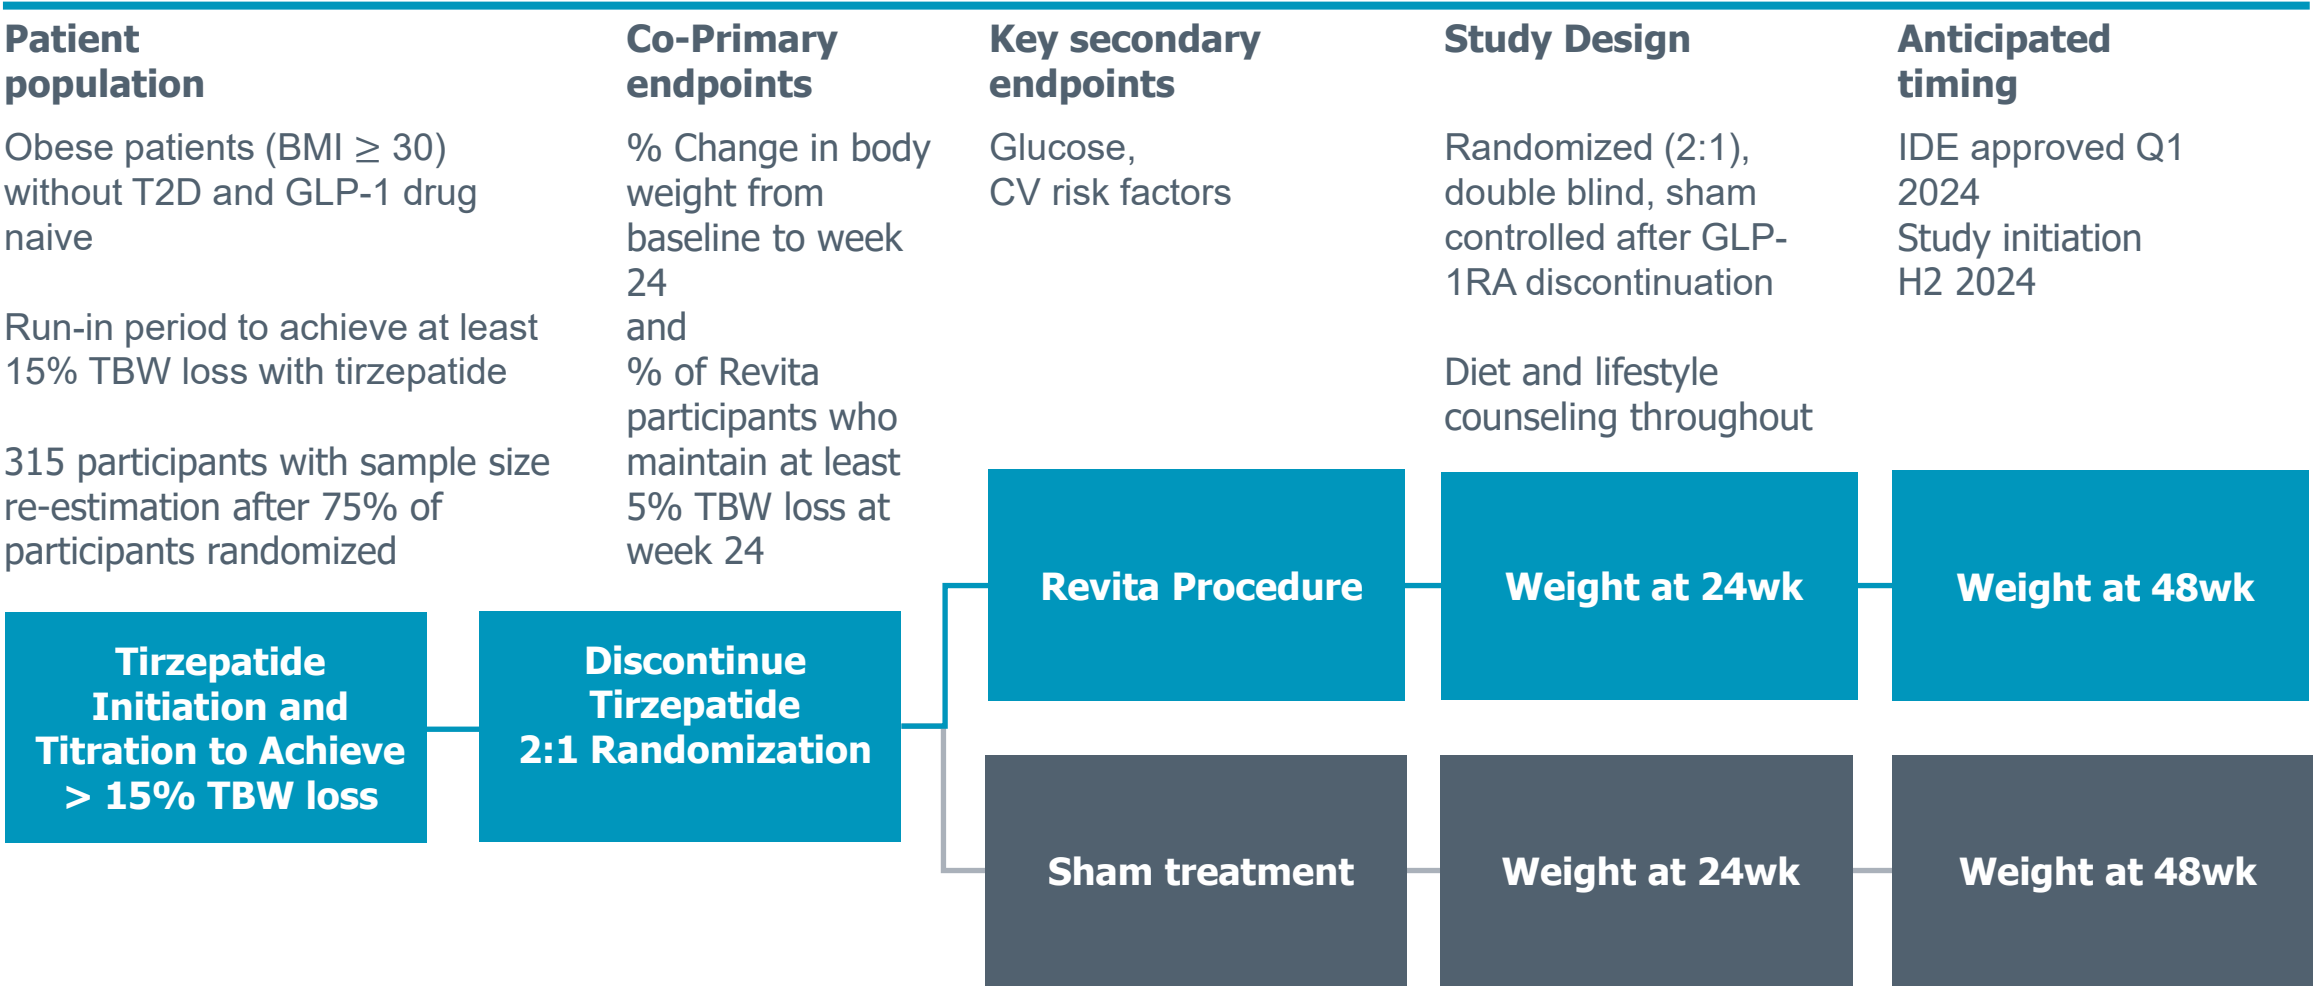 Patient
population
Obese patients (BMI ≥ 30)
without T2D and GLP-1 drug
naive
Run-in period to achieve at least
15% TBW loss with tirzepatide
315 participants with sample size
re-estimation after 75% of
participants randomized
Co-Primary
endpoints
% Change in body
weight from
baseline to week
24
and
% of Revita
participants who
maintain at least
5% TBW loss at
week 24
Key secondary
endpoints
Glucose,
CV risk factors
Study Design
Randomized (2:1),
double blind, sham
controlled after GLP-
1RA discontinuation
Diet and lifestyle
counseling throughout
Anticipated
timing
IDE approved Q1
2024
Study initiation
H2 2024
Tirzepatide
Initiation and
Titration to Achieve
> 15% TBW loss
Discontinue
Tirzepatide
2:1 Randomization
Revita Procedure
Weight at 24wk
Weight at 48wk
Sham treatment
Weight at 24wk
Weight at 48wk